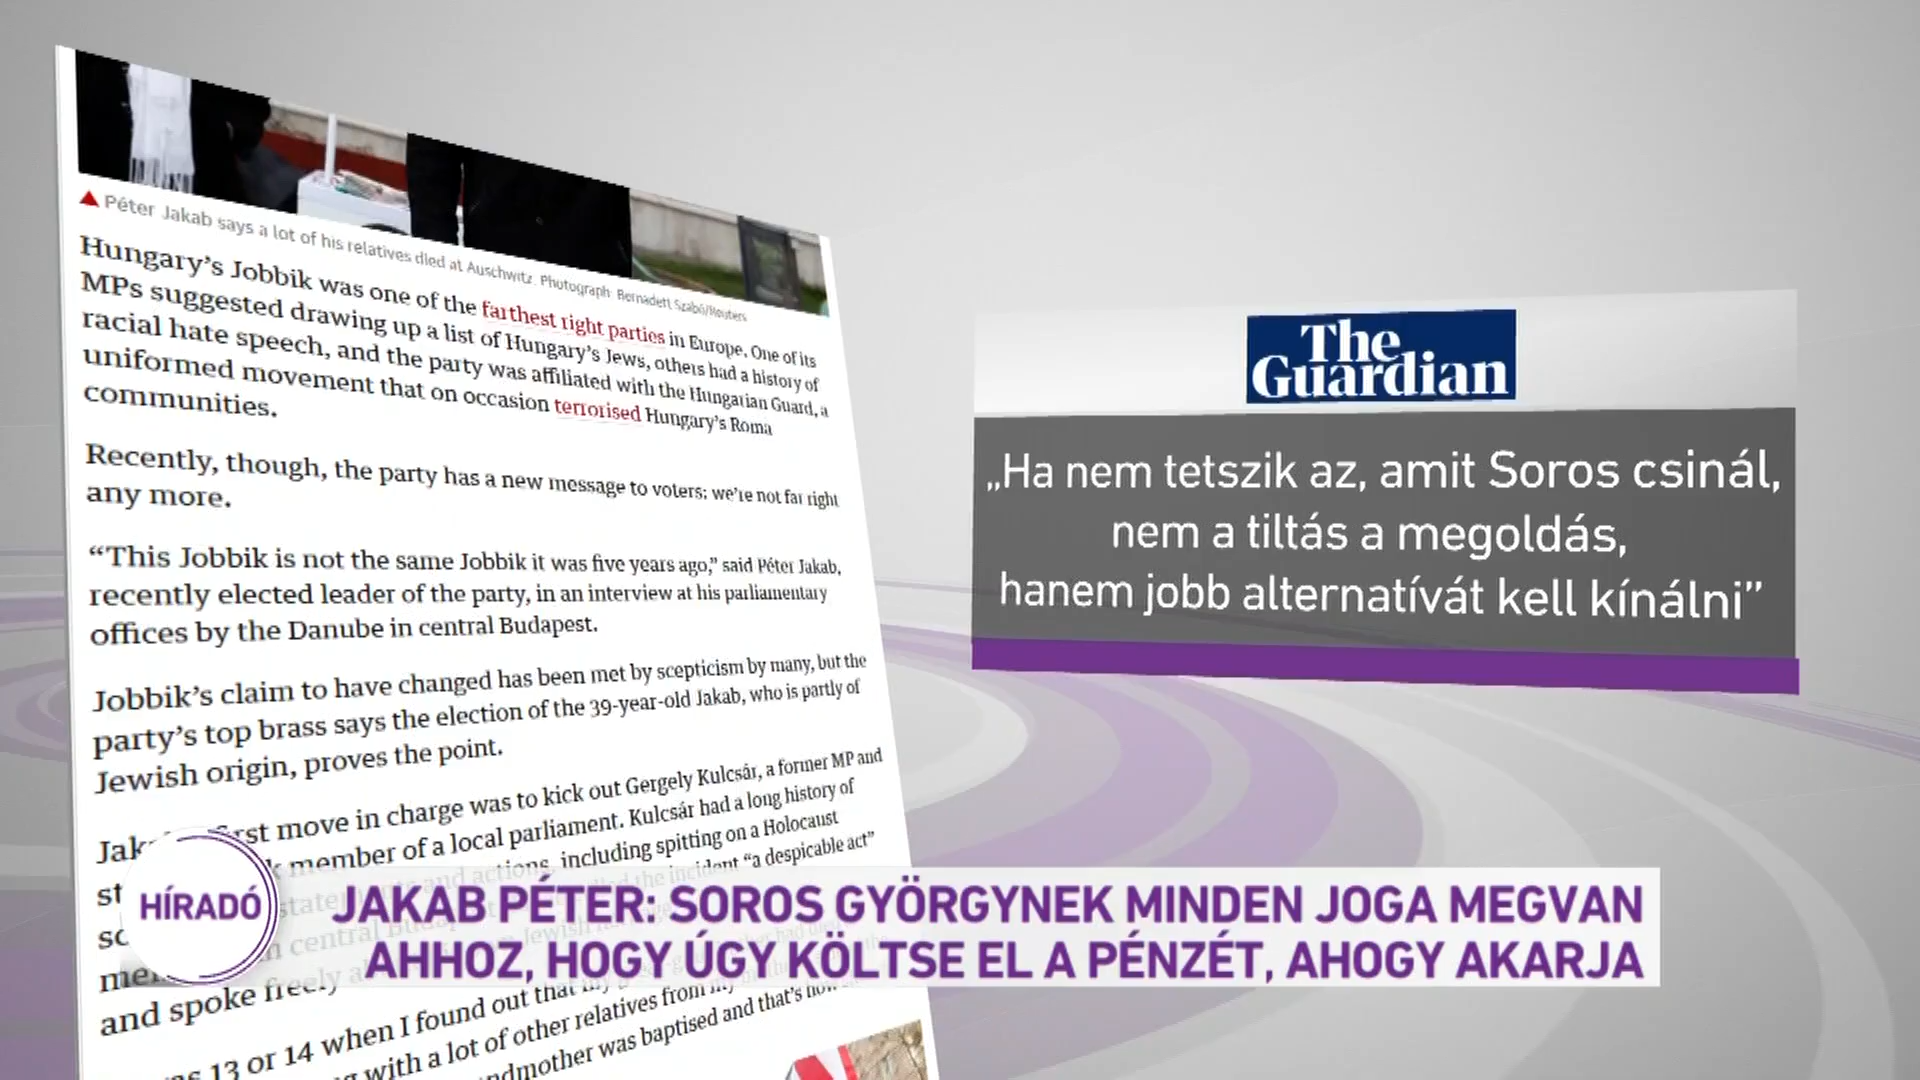 Péter Jakab says a lot of his relatives died at Auschwitz. Photograph: Bernadett Szabó/Reuters
Hungary's Jobbik was one of the farthest right parties in Europe. One of its
MPs suggested drawing up a list of Hungary's Jews, others had a history of
racial hate speech, and the party was affiliated with the Hungarian Guard, a
uniformed movement that on occasion terrorised Hungary's Roma
communities.
Recently, though, the party has a new message to voters: we're not far right
any more.
“This Jobbik is not the same Jobbik it was five years ago,” said Péter Jakab,
recently elected leader of the party, in an interview at his parliamentary
offices by the Danube in central Budapest.
Jobbik's claim to have changed has been met by scepticism by many, but the
party's top brass says the election of the 39-year-old Jakab, who is partly of
Jewish origin, proves the point.
first move in charge was to kick out Gergely Kulcsár, a former MP and
member of a local parliament. Kulcsár had a long history of
and actions, including spitting on a Holocaust
the incident “a despicable act”
and spoke freely
13 or 14 when I found out that
with a lot of other relatives from
was baptised and that's how
The
Guardian
„Ha nem tetszik az, amit Soros csinál,
nem a tiltás a megoldás,
hanem jobb alternatívát kell kínálni”
HÍRADÓ
JAKAB PÉTER: SOROS GYÖRGYNEK MINDEN JOGA MEGVAN
AHHOZ, HOGY ÚGY KÖLTSE EL A PÉNZÉT, AHOGY AKARJA